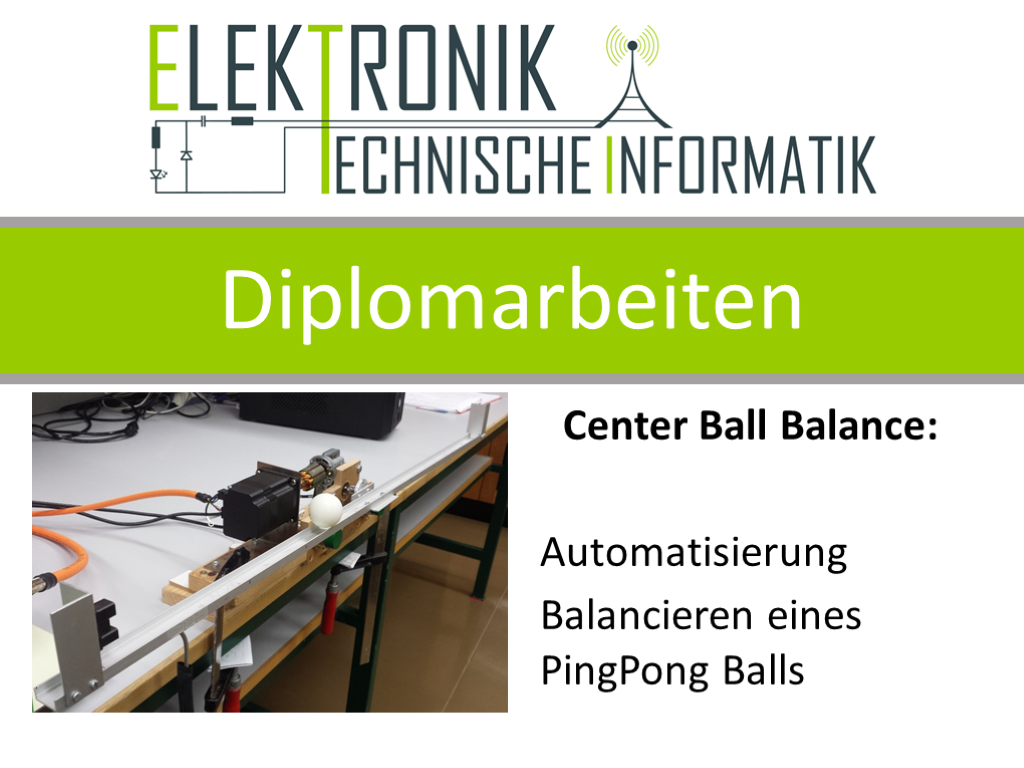 ELEKTRONIK
TECHNISCHE INFORMATIK
Diplomarbeiten
Center Ball Balance:
Automatisierung
Balancieren eines
PingPong Balls